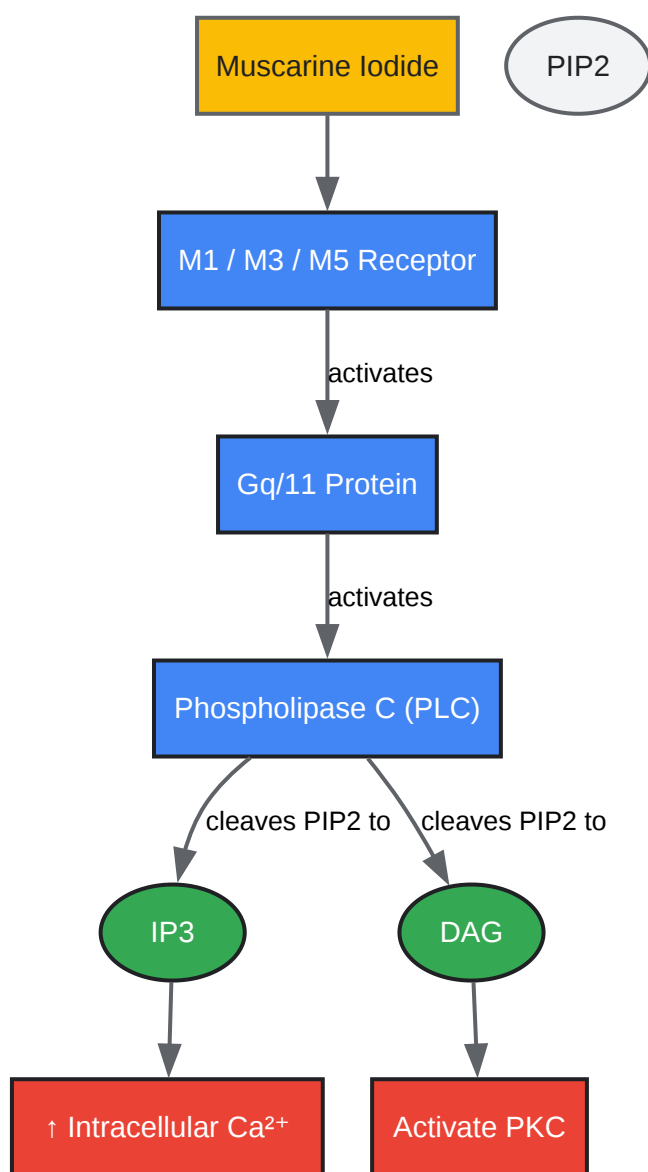 Muscarine Iodide
PIP2
M1 / M3 / M5 Receptor
activates
Gq/11 Protein
activates
Phospholipase C (PLC)
cleaves PIP2 to
cleaves PIP2 to
IP3
DAG
↑ Intracellular Ca²⁺
Activate PKC